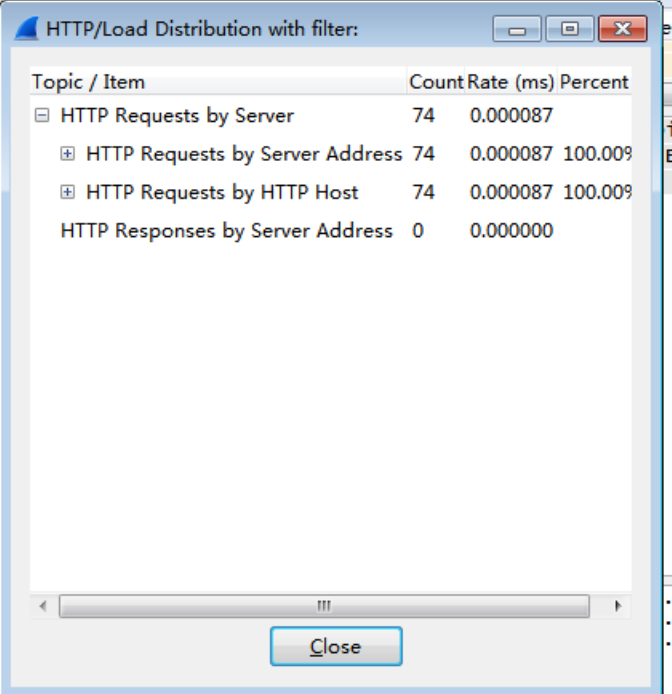 HTTP/Load Distribution with filter:
Topic / Item Count Rate (ms) Percent
HTTP Requests by Server 74 0.000087
HTTP Requests by Server Address 74 0.000087 100.00%
HTTP Requests by HTTP Host 74 0.000087 100.00%
HTTP Responses by Server Address 0 0.000000
Close